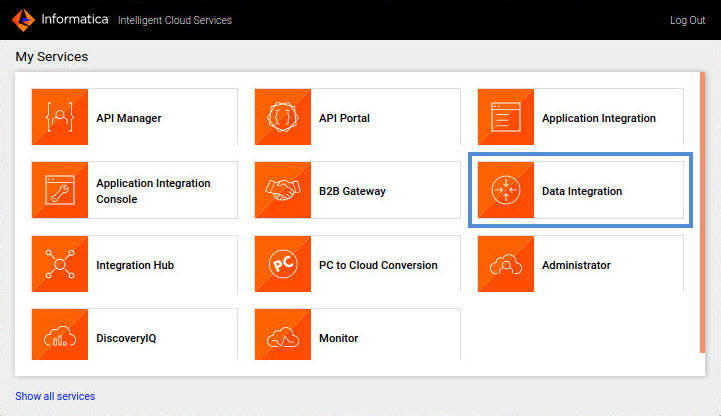 Informatica Intelligent Cloud Services Log Out
My Services
API Manager API Portal Application Integration
Application Integration
Console
B2B Gateway Data Integration
Integration Hub PC PC to Cloud Conversion Administrator
DiscoveryIQ Monitor
Show all services